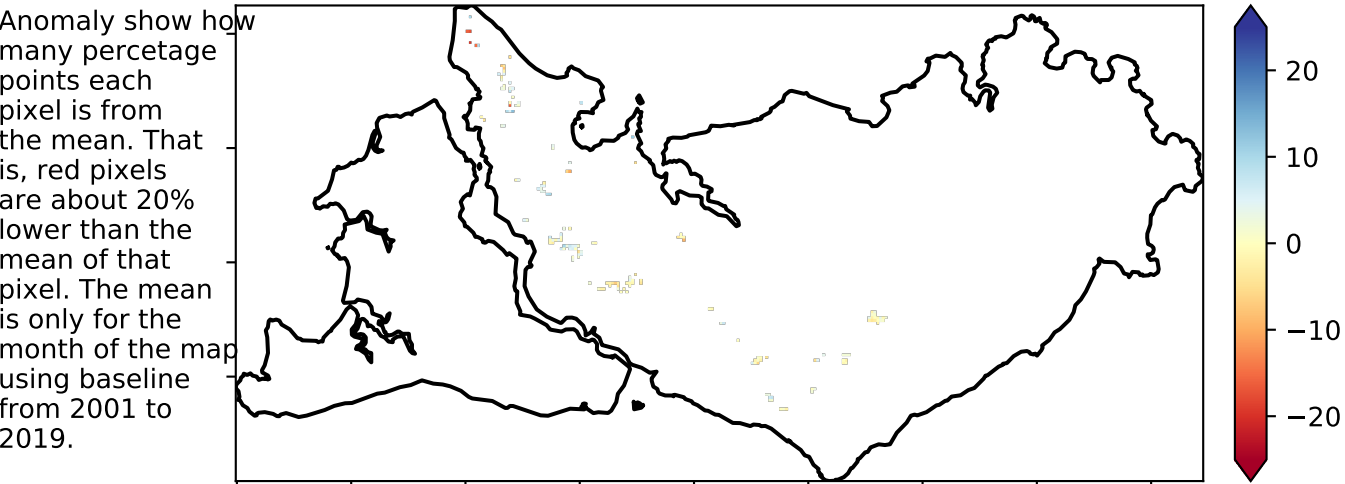 Anomaly show how
many percetage
points each
pixel is from
the mean. That
is, red pixels
are about 20%
lower than the
mean of that
pixel. The mean
is only for the
month of the map
using baseline
from 2001 to
2019.
20
10
0
−10
−20